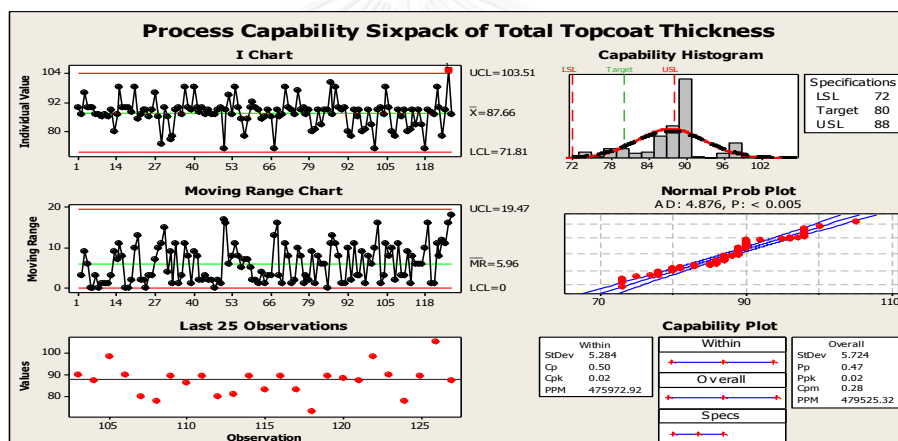 Process Capability Sixpack of Total Topcoat Thickness
I Chart
Individual Value
104
92
80
1 14 27 40 53 66 79 92 105 118
1
UCL=103.51
X=87.66
LCL=71.81
Capability Histogram
LSL Target USL
72 78 84 90 96 102
Specifications
LSL 72
Target 80
USL 88
Moving Range Chart
Moving Range
20
10
0
1 14 27 40 53 66 79 92 105 118
UCL=19.47
MR=5.96
LCL=0
Normal Prob Plot
AD: 4.876, P: < 0.005
70 90 110
Last 25 Observations
Values
100
90
80
105 110 115 120 125
Observation
Capability Plot
Within
StDev 5.284
Cp 0.50
Cpk 0.02
PPM 475972.92
Within
Overall
Specs
Overall
StDev 5.724
Pp 0.47
Ppk 0.02
Cpm 0.28
PPM 479525.32